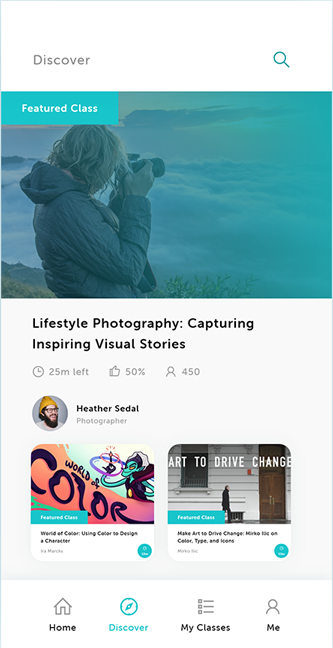 Discover
Featured Class
Lifestyle Photography: Capturing
Inspiring Visual Stories
25m left 50% 450
Heather Sedal
Photographer
WORLD OF
COLOR
Featured Class
World of Color: Using Color to Design
a Character
ART TO DRIVE CHANGE
Featured Class
Make Art to Drive Change: Mirko Ilic on
Color, Type, and Icons
Mirko Ilic
Home Discover My Classes Me